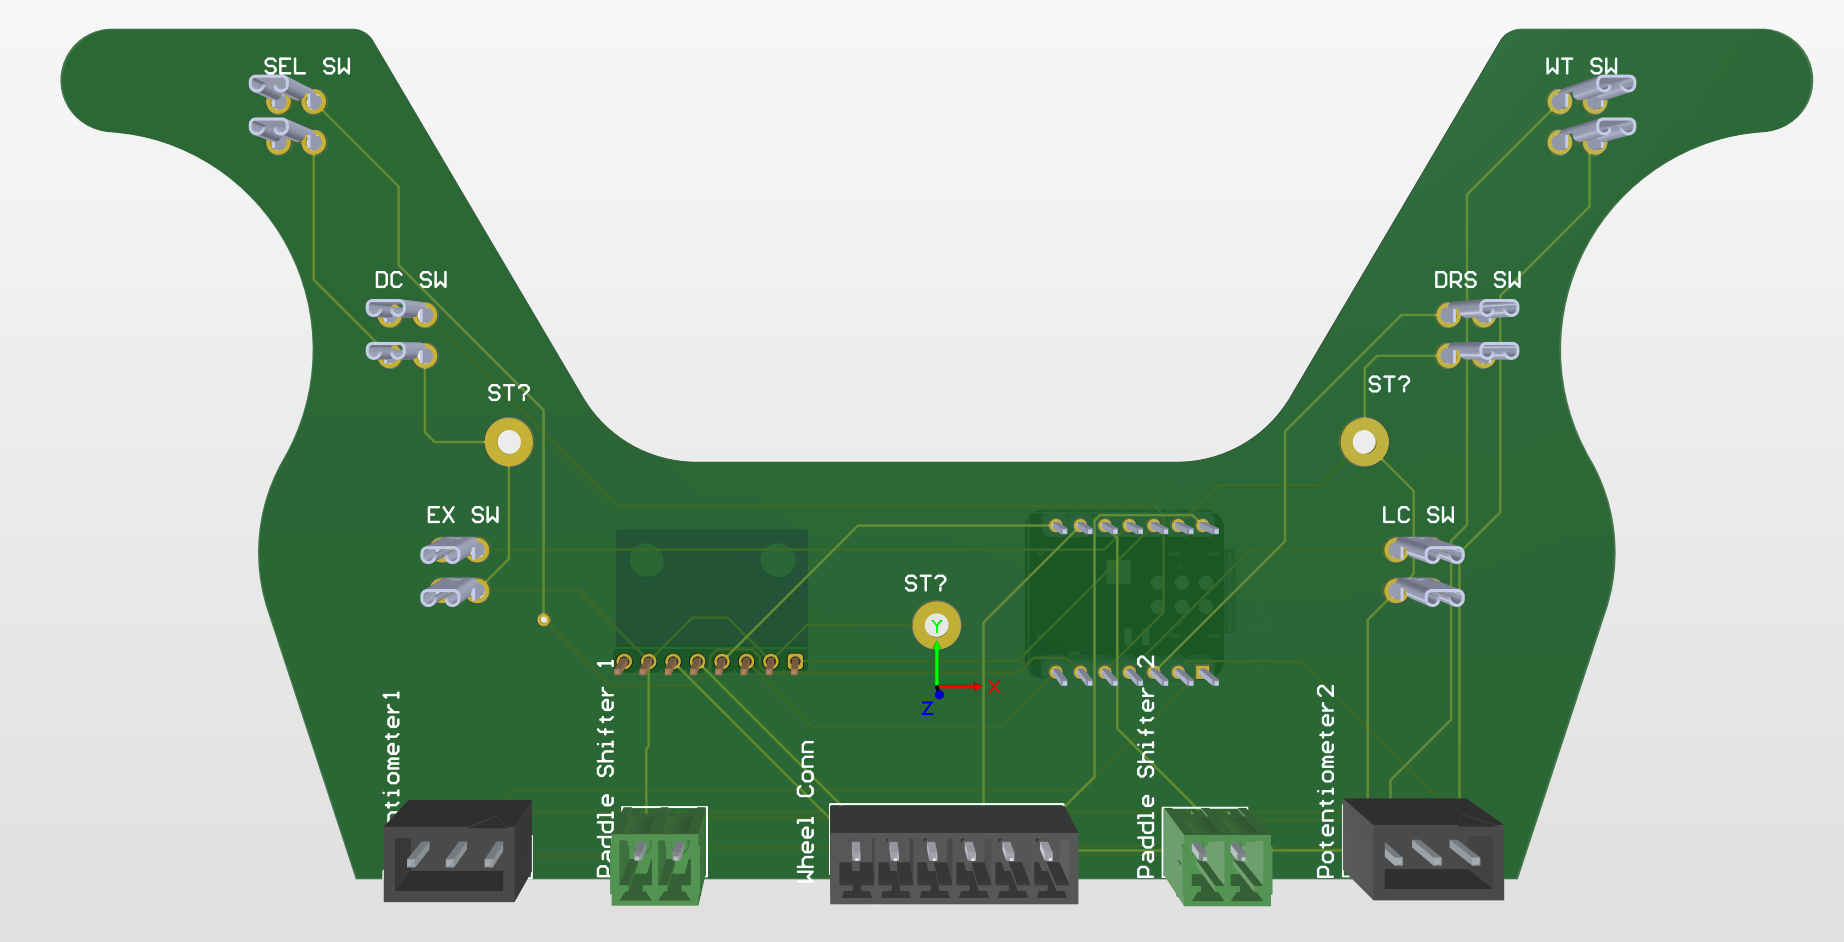 SEL SW
WT SW
DC SW
DRS SW
ST?
ST?
EX SW
LC SW
ST?
Y
X
Z
tiometer1
Paddle Shifter 1
Wheel Conn
Paddle Shifter 2
Potentiometer2